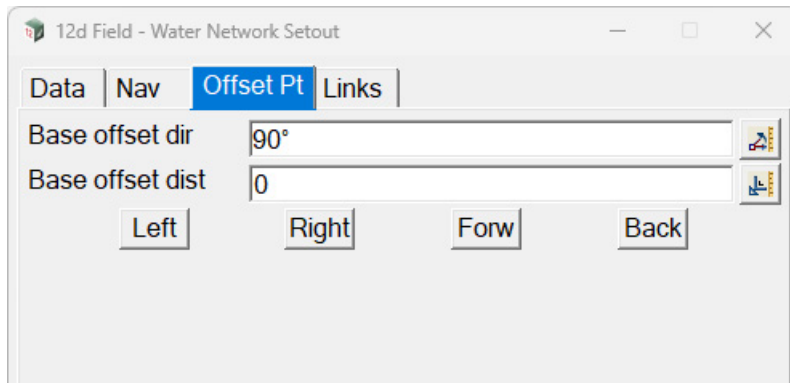 12d Field - Water Network Setout
Data Nav Offset Pt Links
Base offset dir 90°
Base offset dist 0
Left Right Forw Back